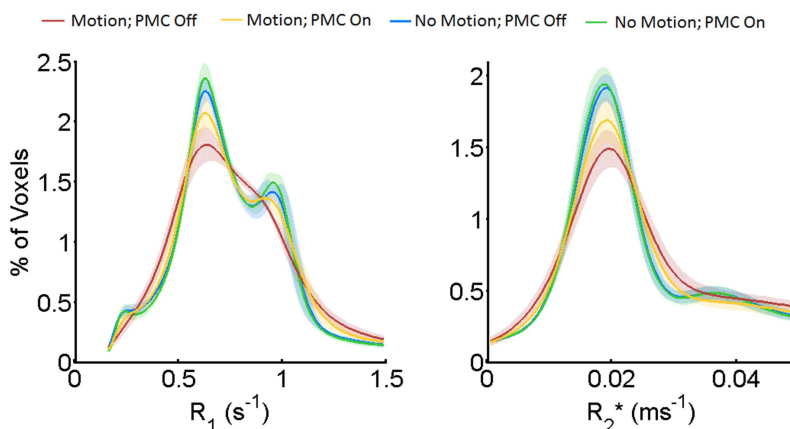 Motion; PMC Off Motion; PMC On No Motion; PMC Off No Motion; PMC On
% of Voxels
2.5
2
1.5
1
0.5
0
0 0.5 1 1.5
R1 (s-1)
2
1.5
1
0.5
0
0 0.02 0.04
R2* (ms-1)